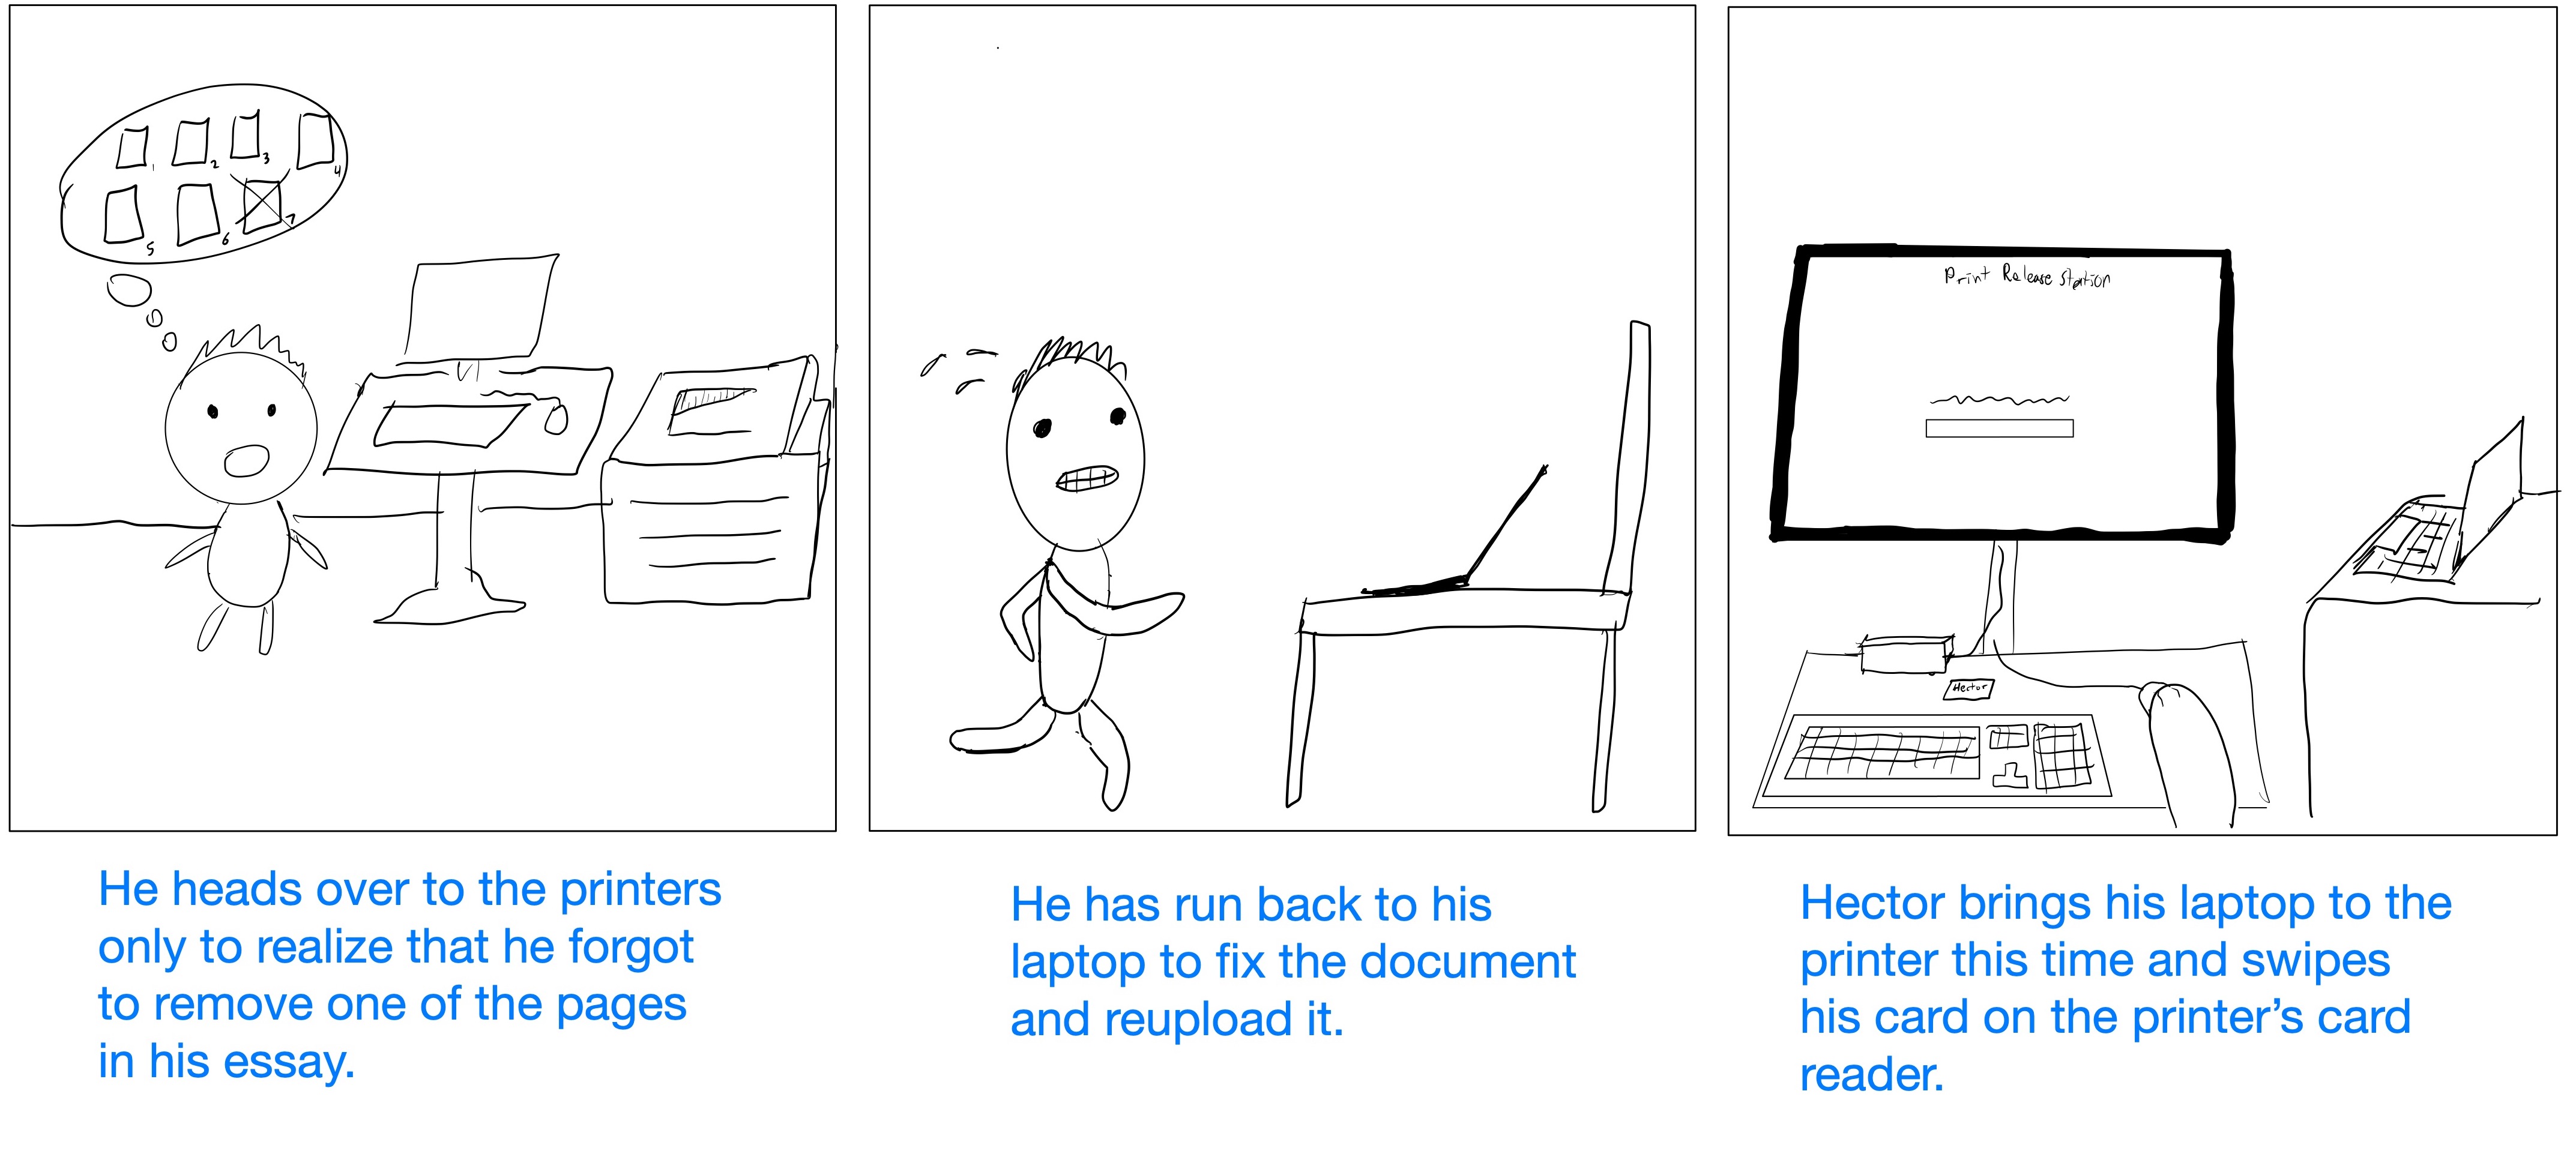 1
2
3
4
5
6
7
He heads over to the printers
only to realize that he forgot
to remove one of the pages
in his essay.
He has run back to his
laptop to fix the document
and reupload it.
Print Release Station
Hector
Hector brings his laptop to the
printer this time and swipes
his card on the printer’s card
reader.